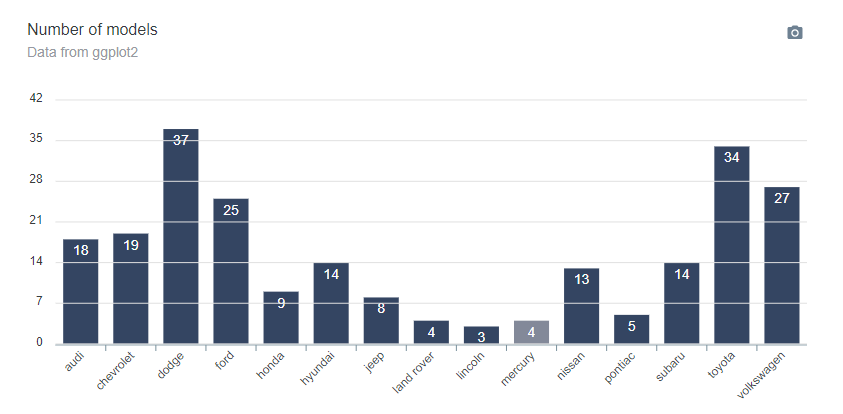 Number of models
Data from ggplot2
42
35
28
21
14
7
0
18
19
37
25
9
14
8
4
3
4
13
5
14
34
27
audi
chevrolet
dodge
ford
honda
hyundai
jeep
land rover
lincoln
mercury
nissan
pontiac
subaru
toyota
volkswagen